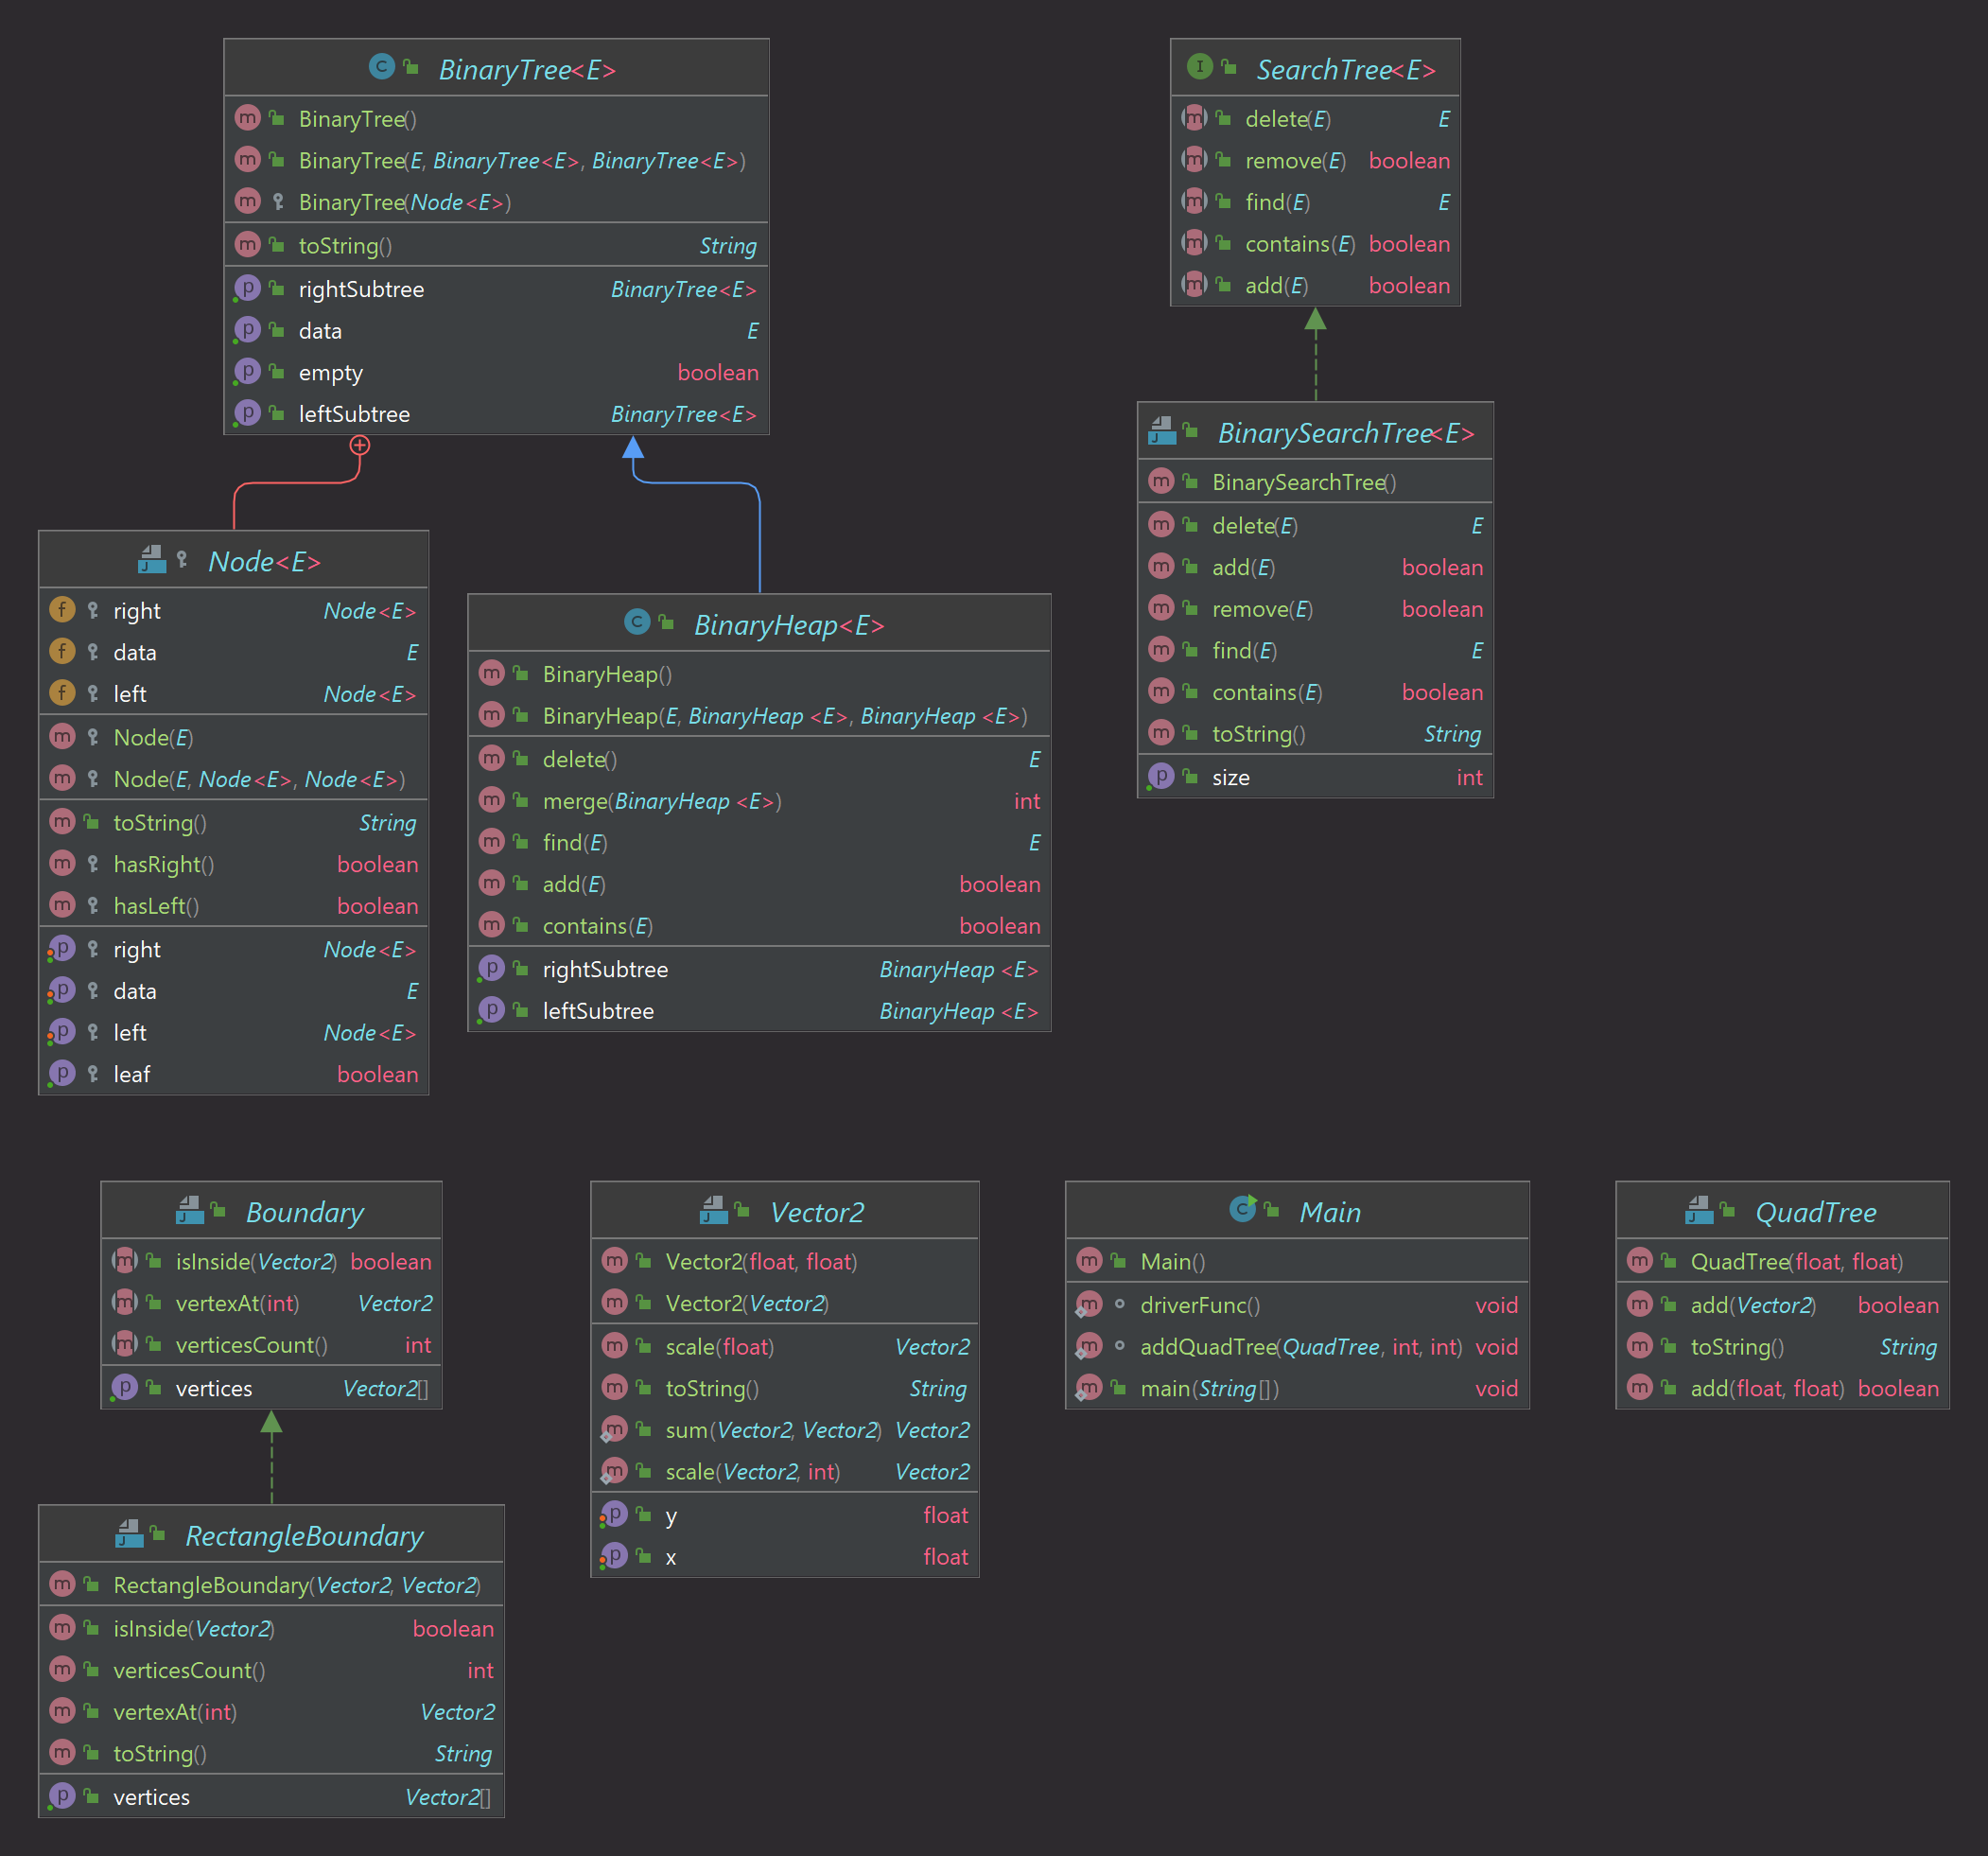 BinaryTree<E>
BinaryTree()
BinaryTree(E, BinaryTree<E>, BinaryTree<E>)
BinaryTree(Node<E>)
toString() String
rightSubtree BinaryTree<E>
data E
empty boolean
leftSubtree BinaryTree<E>
SearchTree<E>
delete(E) E
remove(E) boolean
find(E) E
contains(E) boolean
add(E) boolean
BinarySearchTree<E>
BinarySearchTree()
delete(E) E
add(E) boolean
remove(E) boolean
find(E) E
contains(E) boolean
toString() String
size int
Node<E>
right Node<E>
data E
left Node<E>
Node(E)
Node(E, Node<E>, Node<E>)
toString() String
hasRight() boolean
hasLeft() boolean
right Node<E>
data E
left Node<E>
leaf boolean
BinaryHeap<E>
BinaryHeap()
BinaryHeap(E, BinaryHeap <E>, BinaryHeap <E>)
delete() E
merge(BinaryHeap <E>) int
find(E) E
add(E) boolean
contains(E) boolean
rightSubtree BinaryHeap <E>
leftSubtree BinaryHeap <E>
Boundary
isInside(Vector2) boolean
vertexAt(int) Vector2
verticesCount() int
vertices Vector2[]
RectangleBoundary
RectangleBoundary(Vector2, Vector2)
isInside(Vector2) boolean
verticesCount() int
vertexAt(int) Vector2
toString() String
vertices Vector2[]
Vector2
Vector2(float, float)
Vector2(Vector2)
scale(float) Vector2
toString() String
sum(Vector2, Vector2) Vector2
scale(Vector2, int) Vector2
y float
x float
Main
Main()
driverFunc() void
addQuadTree(QuadTree, int, int) void
main(String[]) void
QuadTree
QuadTree(float, float)
add(Vector2) boolean
toString() String
add(float, float) boolean